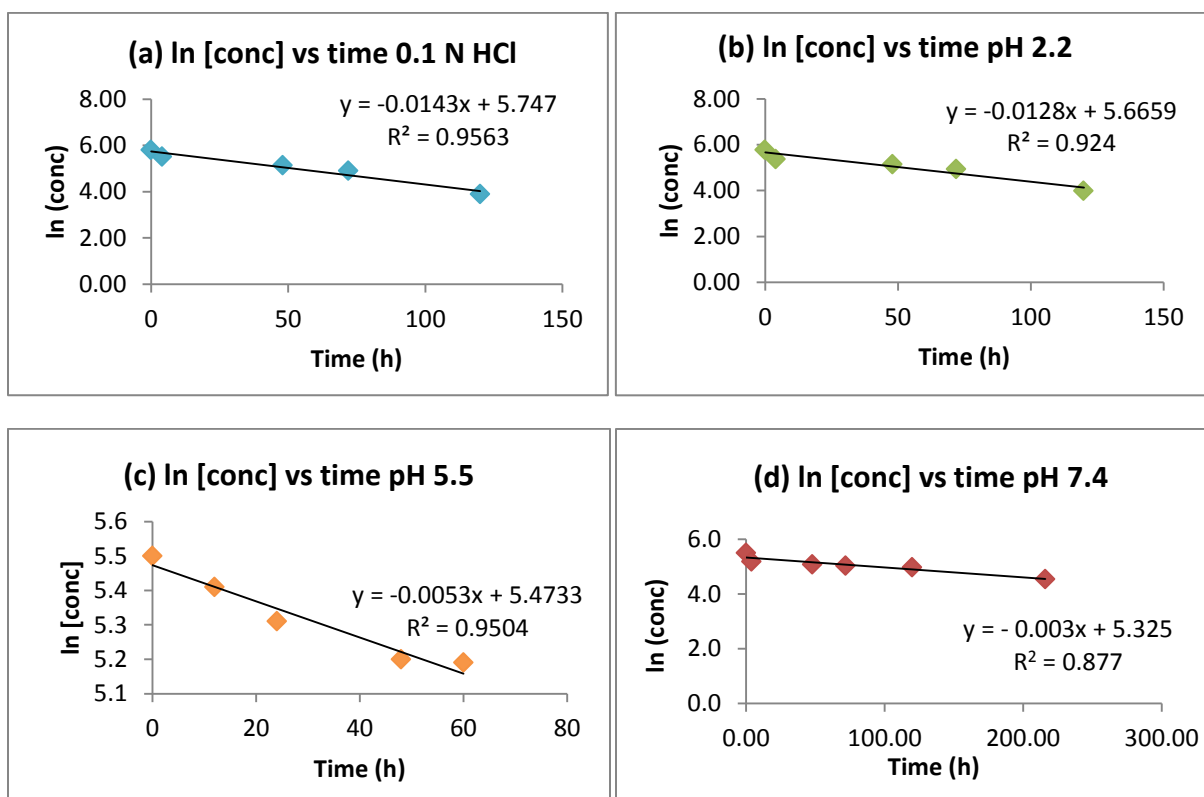 (a) ln [conc] vs time 0.1 N HCl
y = -0.0143x + 5.747
R² = 0.9563
8.00
6.00
4.00
2.00
0.00
ln (conc)
0 50 100 150
Time (h)
(b) ln [conc] vs time pH 2.2
y = -0.0128x + 5.6659
R² = 0.924
8.00
6.00
4.00
2.00
0.00
ln (conc)
0 50 100 150
Time (h)
(c) ln [conc] vs time pH 5.5
5.6
5.5
5.4
5.3
5.2
5.1
ln [conc]
y = -0.0053x + 5.4733
R² = 0.9504
0 20 40 60 80
Time (h)
(d) ln [conc] vs time pH 7.4
6.0
4.0
2.0
0.0
ln (conc)
y = - 0.003x + 5.325
R² = 0.877
0.00 100.00 200.00 300.00
Time (h)